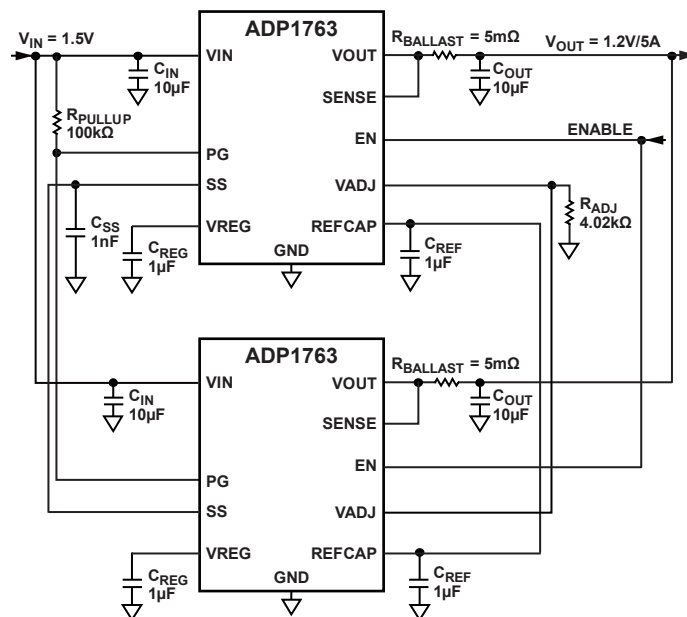 ADP1763
V_IN = 1.5V
VIN
C_IN
10µF
R_PULLUP
100kΩ
PG
SS
C_SS
1nF
VREG
C_REG
1µF
GND
VOUT
R_BALLAST = 5mΩ
V_OUT = 1.2V/5A
C_OUT
10µF
SENSE
EN
ENABLE
VADJ
R_ADJ
4.02kΩ
REFCAP
C_REF
1µF
ADP1763
VIN
C_IN
10µF
PG
SS
VREG
C_REG
1µF
GND
VOUT
R_BALLAST = 5mΩ
C_OUT
10µF
SENSE
EN
VADJ
REFCAP
C_REF
1µF